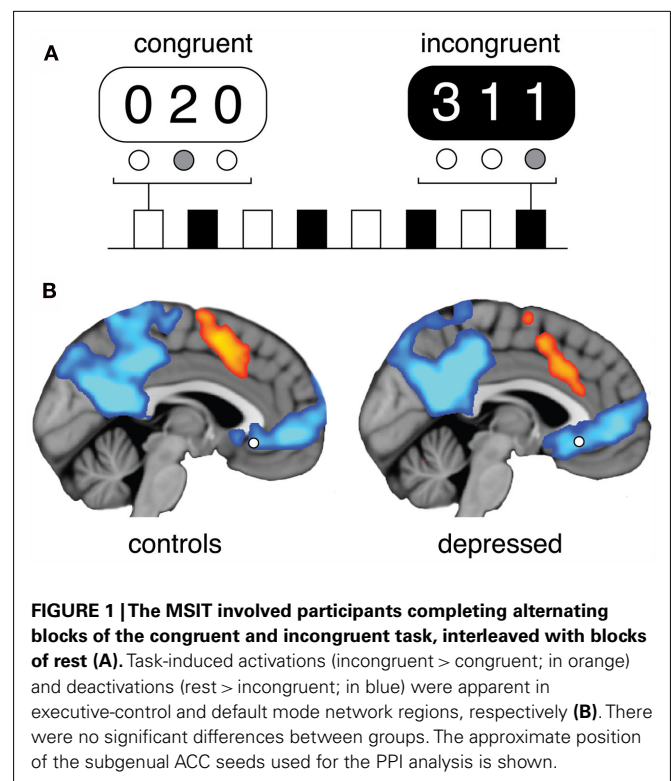 A
congruent
incongruent
0 2 0
3 1 1
B
controls
depressed
FIGURE 1 | The MSIT involved participants completing alternating
blocks of the congruent and incongruent task, interleaved with blocks
of rest (A). Task-induced activations (incongruent > congruent; in orange)
and deactivations (rest > incongruent; in blue) were apparent in
executive-control and default mode network regions, respectively (B). There
were no significant differences between groups. The approximate position
of the subgenual ACC seeds used for the PPI analysis is shown.